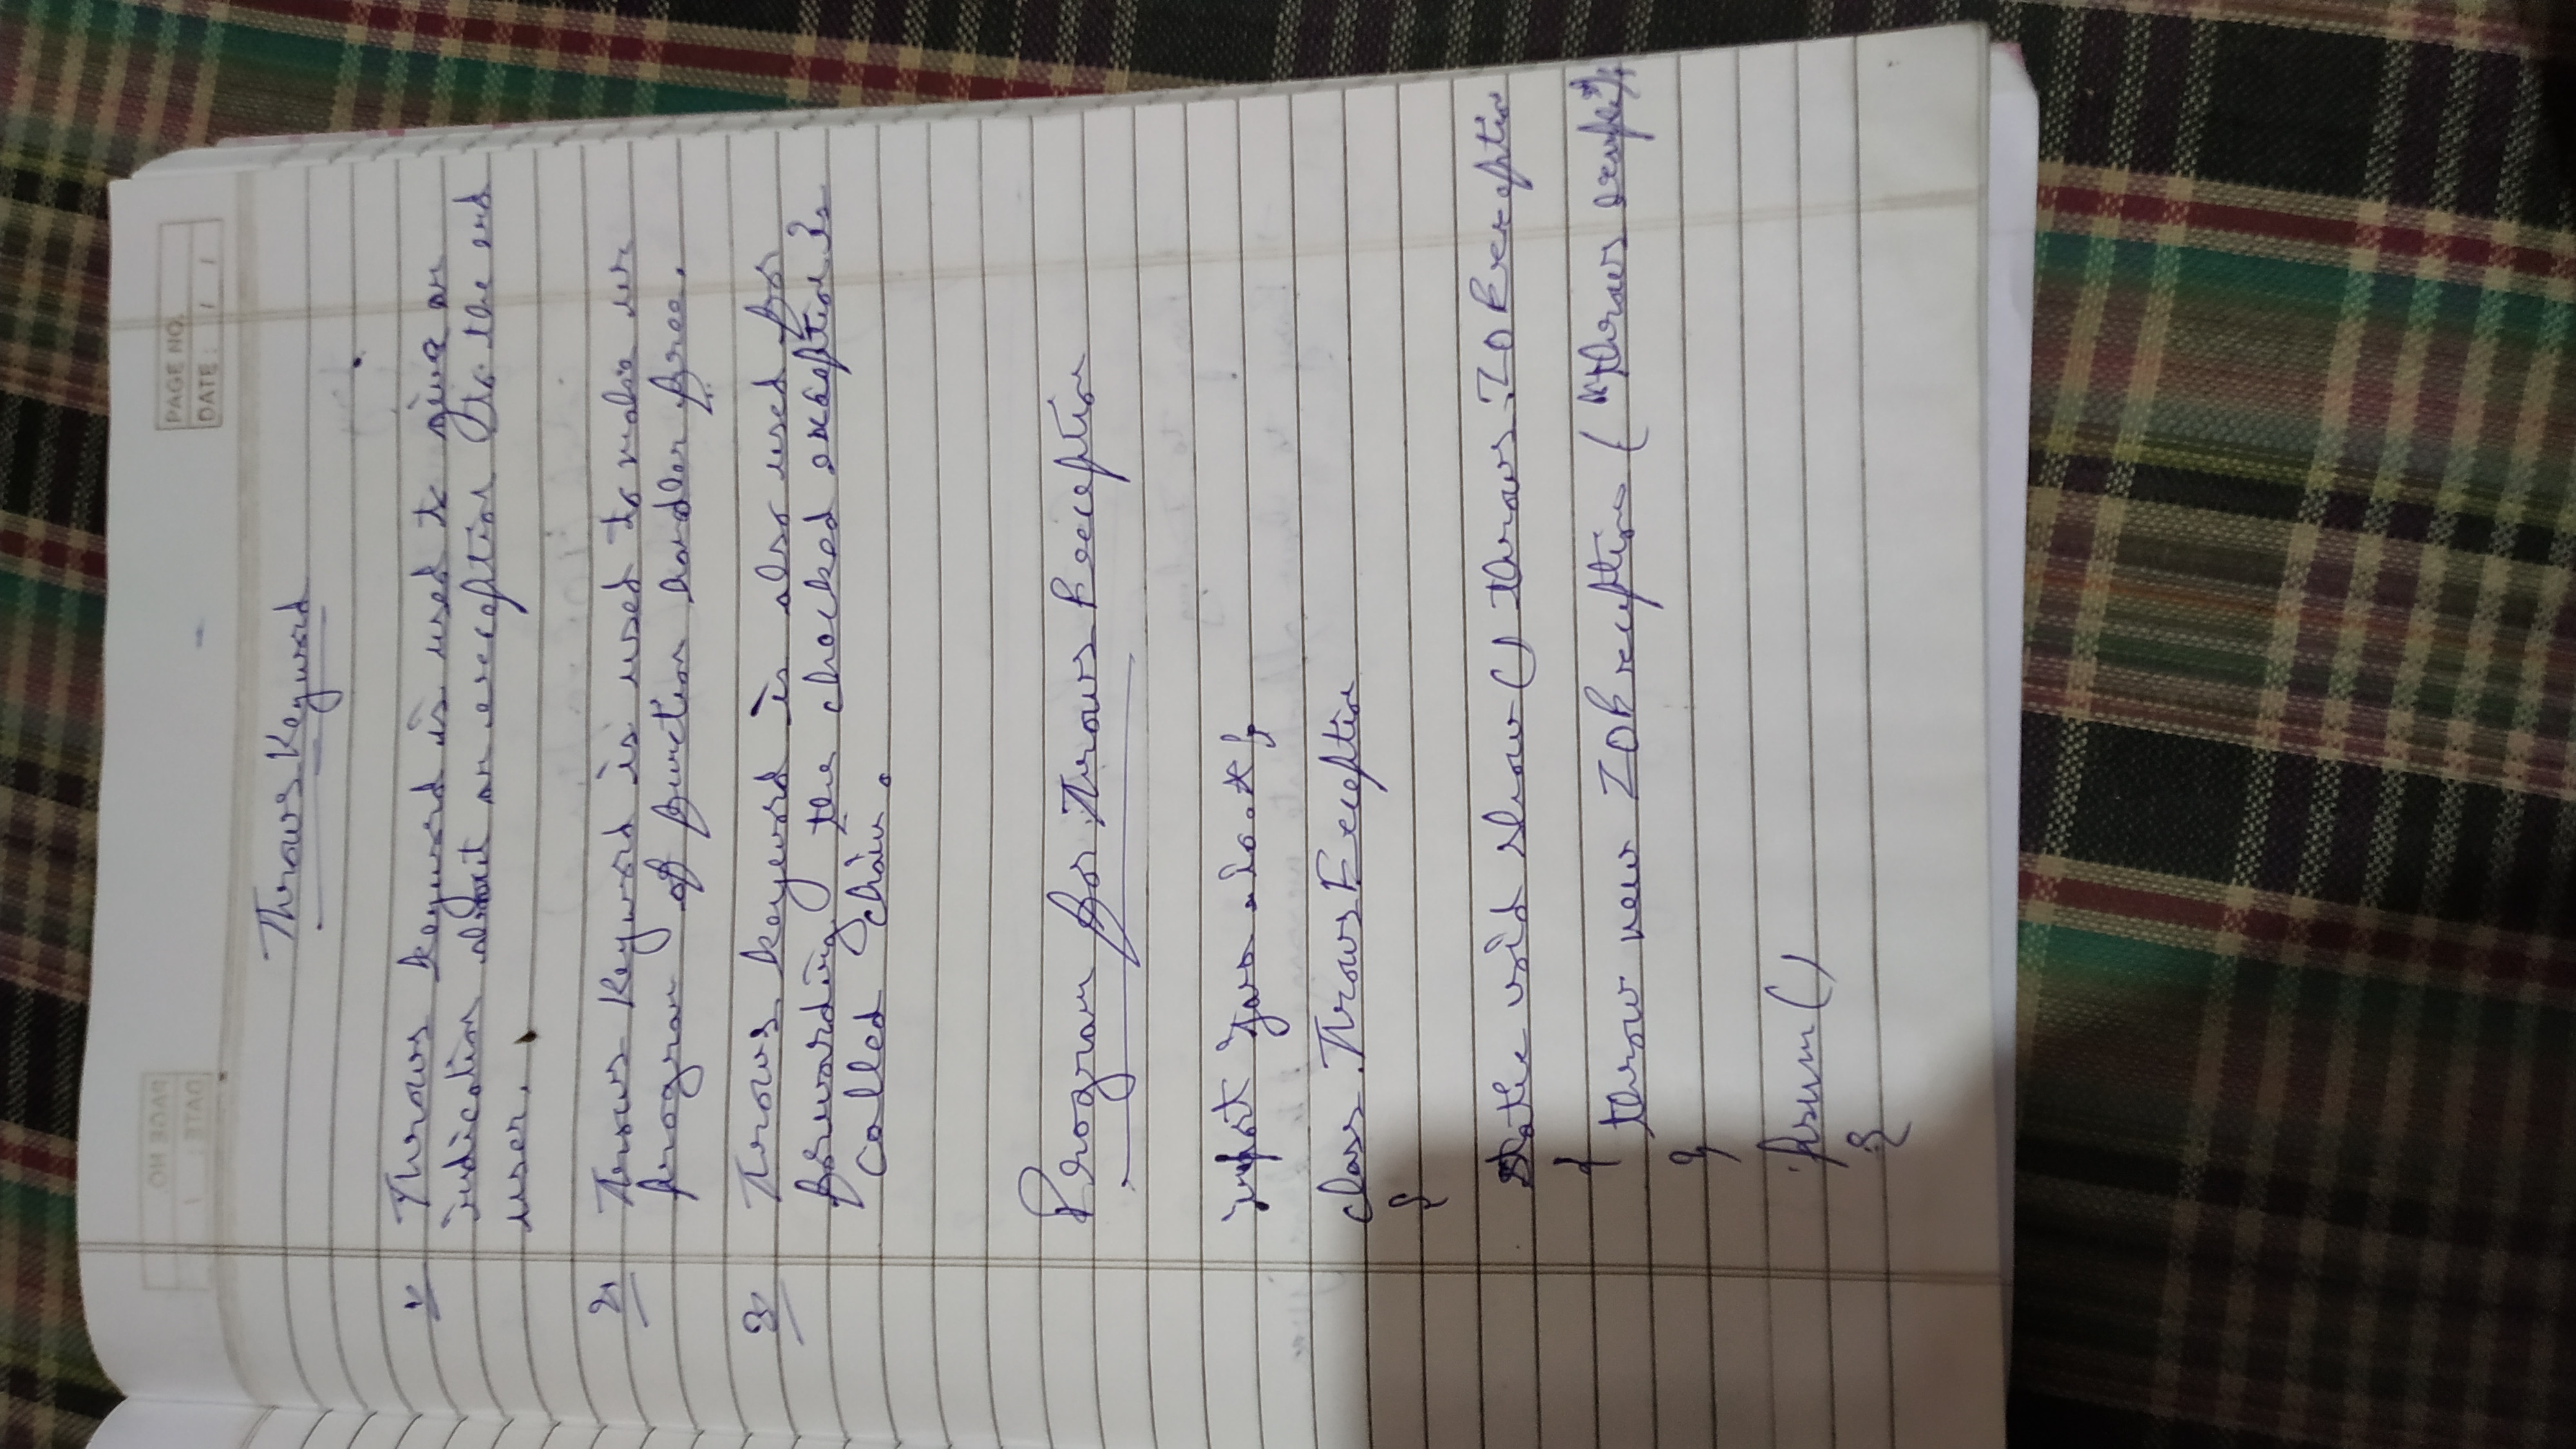 PAGE NO.
DATE: / /
Throws Keyword
1. Throws keyword is used to give an
indication about an exception to the end
user.
2. Throws Keyword is used to make
program of function handler free.
3. Throws keyword is also used for
forwarding the checked exception is
called chain.
Program for Throws Exception
import java.io.*;
class ThrowsException
{
static void show() throws IOException
{
throw new IOException ("throws
}
psum()
{